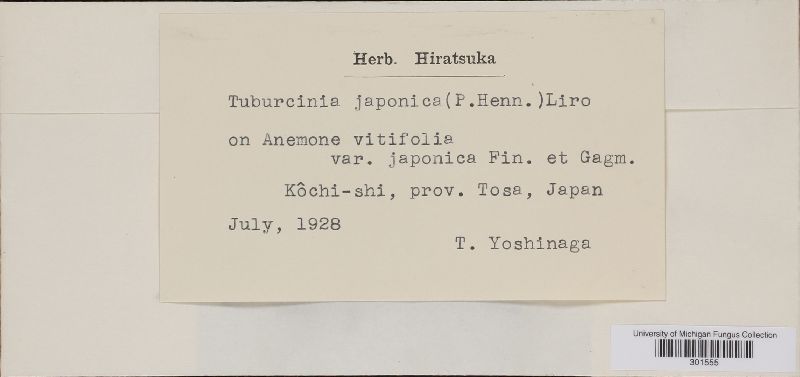 Herb. Hiratsuka
Tuburcinia japonica(P.Henn.)Liro
on Anemone vitifolia
var. japonica Fin. et Gagm.
Kôchi-shi, prov. Tosa, Japan
July, 1928
T. Yoshinaga
University of Michigan Fungus Collection
301555